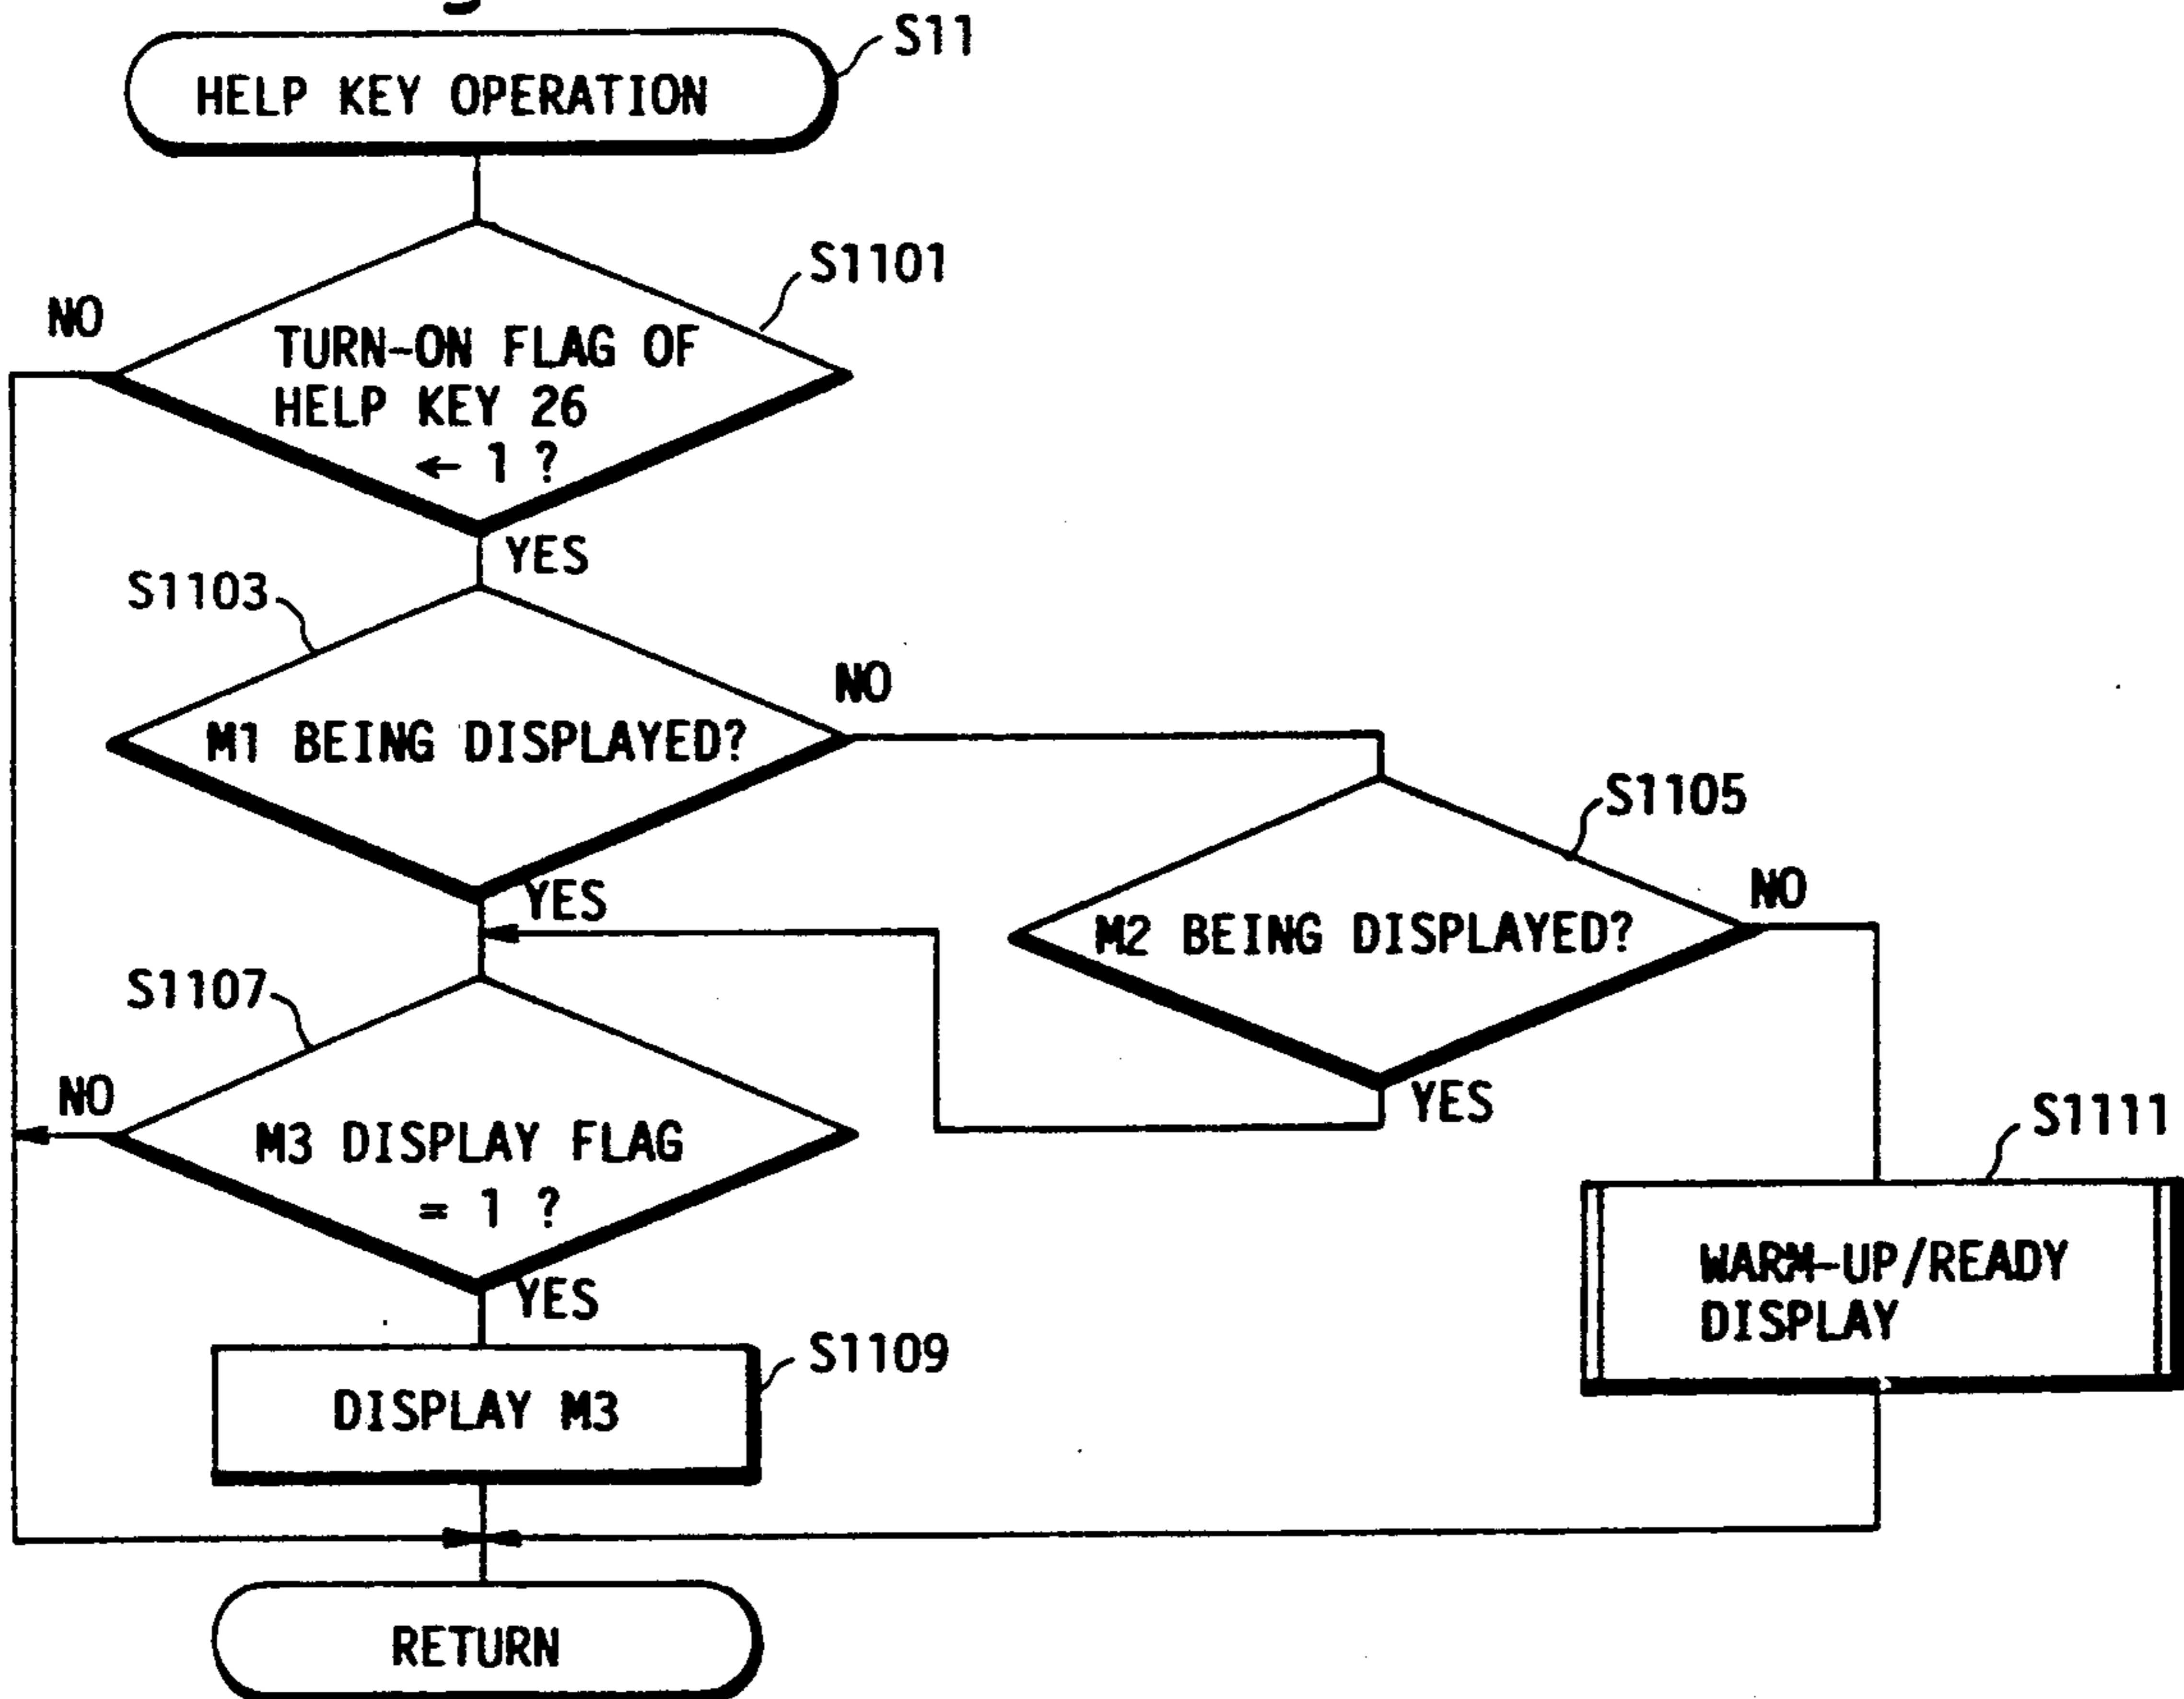 S11
HELP KEY OPERATION
S1101
NO
TURN-ON FLAG OF
HELP KEY 26
← 1 ?
YES
S1103
NO
M1 BEING DISPLAYED?
S1105
YES
NO
M2 BEING DISPLAYED?
S1107
NO
YES
S1111
M3 DISPLAY FLAG
= 1 ?
WARM-UP/READY
DISPLAY
YES
S1109
DISPLAY M3
RETURN